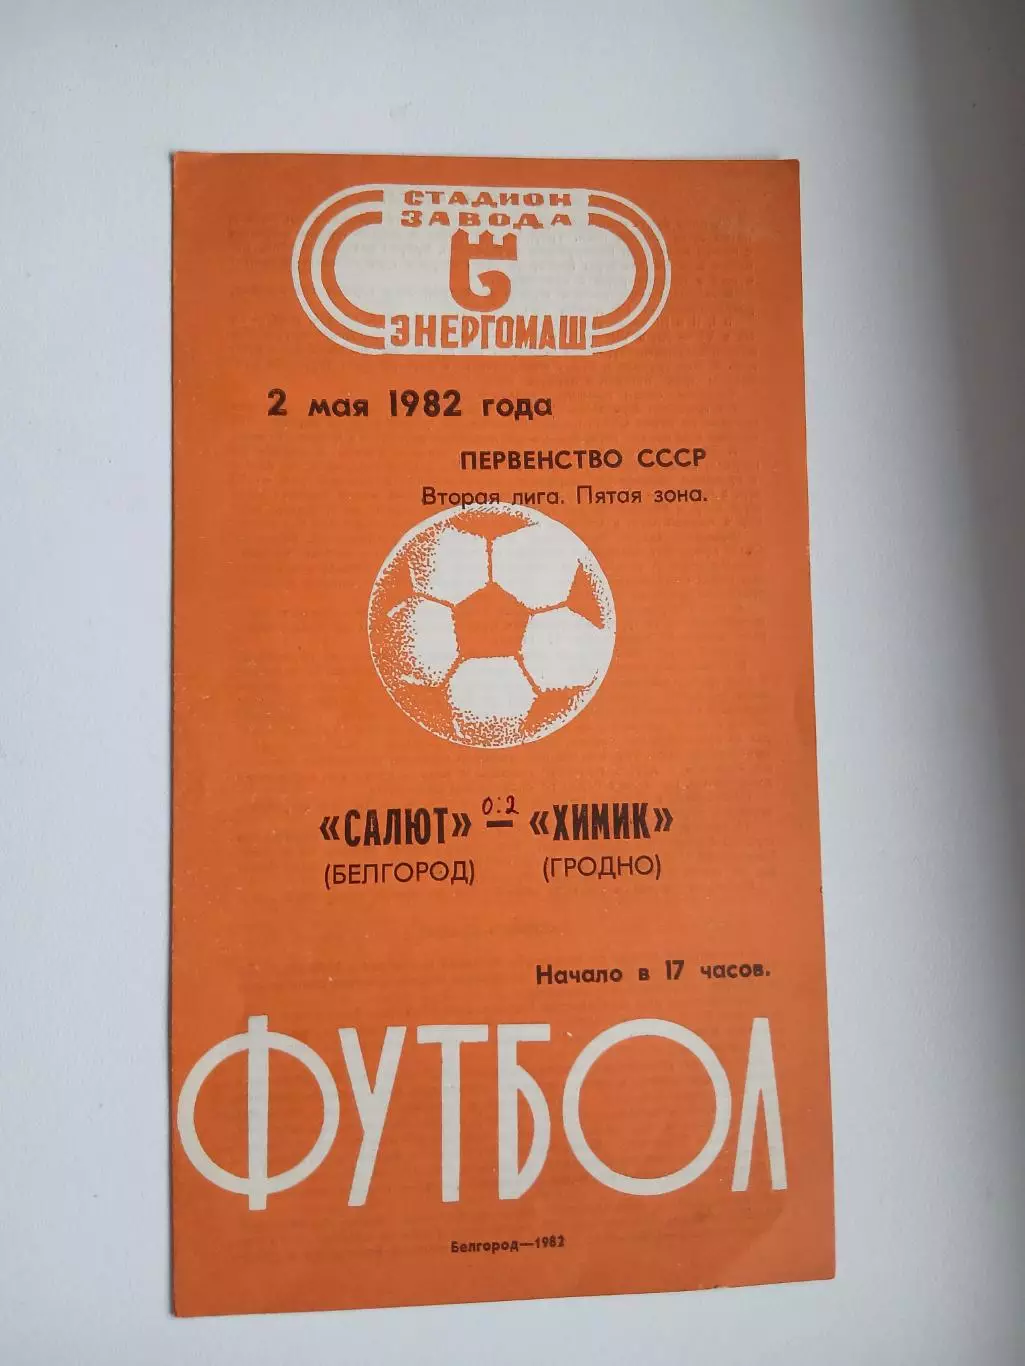 СТАДИОН
ЗАВОДА
ЭНЕРГОМАШ
2 мая 1982 года
ПЕРВЕНСТВО СССР
Вторая лига. Пятая зона.
0:2
«САЛЮТ» — «ХИМИК»
(БЕЛГОРОД) (ГРОДНО)
Начало в 17 часов.
ФУТБОЛ
Белгород—1982